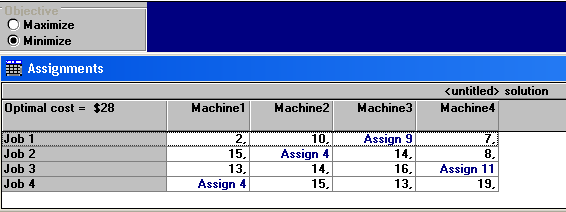 Objective
Maximize
Minimize
Assignments
<untitled> solution
Optimal cost = $28 Machine1 Machine2 Machine3 Machine4
Job 1 2, 10, Assign 9 7,
Job 2 15, Assign 4 14, 8,
Job 3 13, 14, 16, Assign 11
Job 4 Assign 4 15, 13, 19,